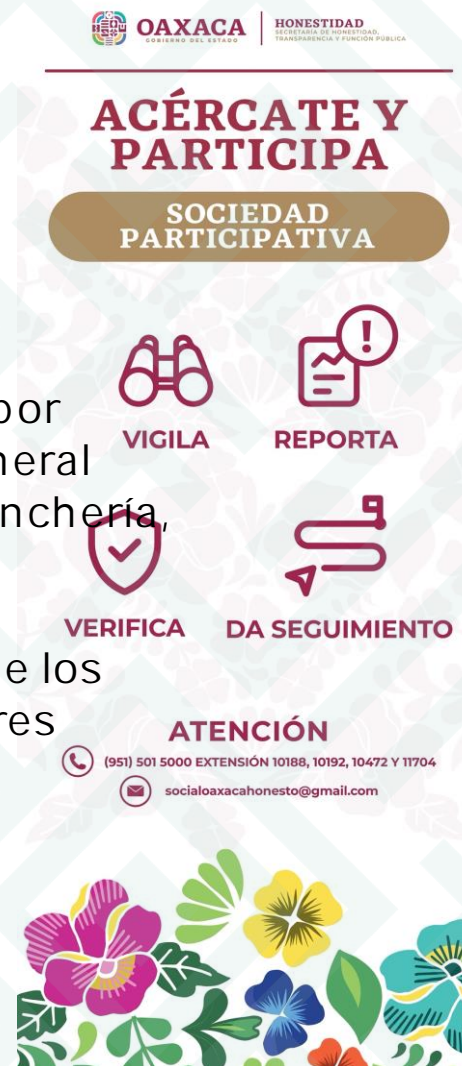 OAXACA
GOBIERNO DEL ESTADO
HONESTIDAD
SECRETARÍA DE HONESTIDAD,
TRANSPARENCIA Y FUNCIÓN PÚBLICA
ACÉRCATE Y
PARTICIPA
SOCIEDAD
PARTICIPATIVA
por
neral
nchería,
VIGILA
REPORTA
VERIFICA
DA SEGUIMIENTO
e los
res
ATENCIÓN
(951) 501 5000 EXTENSIÓN 10188, 10192, 10472 Y 11704
socialoaxacahonesto@gmail.com